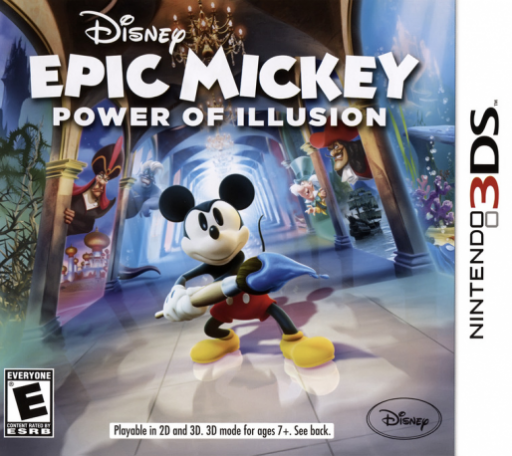 Disney
EPIC MICKEY
POWER OF ILLUSION
NINTENDO 3DS™
EVERYONE
E
CONTENT RATED BY
ESRB
Playable in 2D and 3D. 3D mode for ages 7+. See back.
Disney